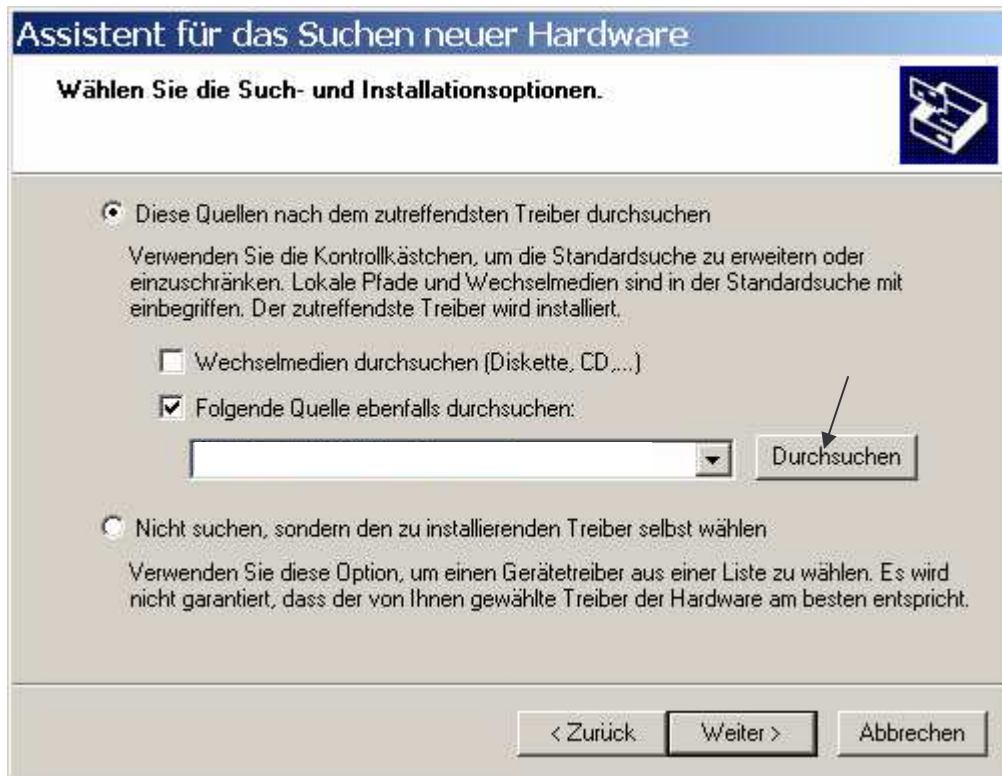 Assistent für das Suchen neuer Hardware
Wählen Sie die Such- und Installationsoptionen.
Diese Quellen nach dem zutreffendsten Treiber durchsuchen
Verwenden Sie die Kontrollkästchen, um die Standardsuche zu erweitern oder
einzuschränken. Lokale Pfade und Wechselmedien sind in der Standardsuche mit
einbegriffen. Der zutreffendste Treiber wird installiert.
Wechselmedien durchsuchen (Diskette, CD,...)
Folgende Quelle ebenfalls durchsuchen:
Durchsuchen
Nicht suchen, sondern den zu installierenden Treiber selbst wählen
Verwenden Sie diese Option, um einen Gerätetreiber aus einer Liste zu wählen. Es wird
nicht garantiert, dass der von Ihnen gewählte Treiber der Hardware am besten entspricht.
< Zurück Weiter > Abbrechen